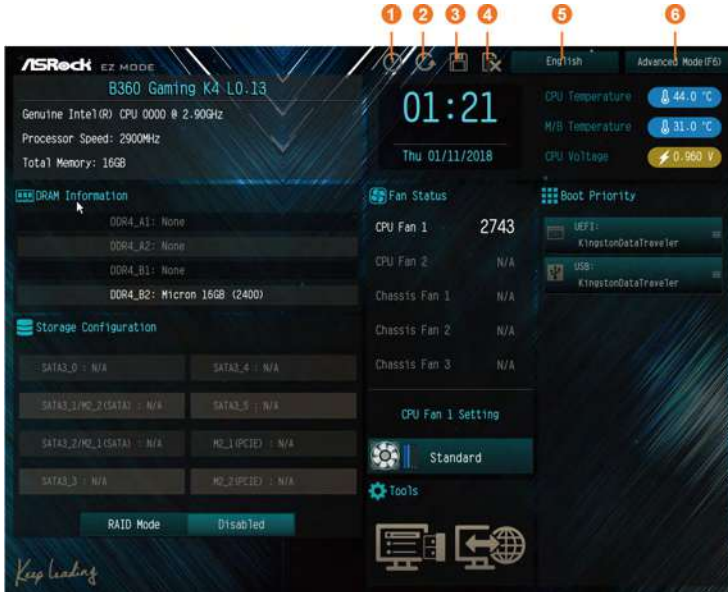 1 2 3 4 5 6
ASRock EZ MODE
English
Advanced Mode(F6)
B360 Gaming K4 L0.13
Genuine Intel(R) CPU 0000 @ 2.90GHz
Processor Speed: 2900MHz
Total Memory: 16GB
01:21
Thu 01/11/2018
CPU Temperature 44.0 °C
M/B Temperature 31.0 °C
CPU Voltage 0.960 V
DRAM Information
DDR4_A1: None
DDR4_A2: None
DDR4_B1: None
DDR4_B2: Micron 16GB (2400)
Storage Configuration
SATA3_0 : N/A
SATA3_4 : N/A
SATA3_1/M2_2(SATA) : N/A
SATA3_5 : N/A
SATA3_2/M2_1(SATA) : N/A
M2_1(PCIE) : N/A
SATA3_3 : N/A
M2_2(PCIE) : N/A
RAID Mode Disabled
Keep Leading
Fan Status
CPU Fan 1 2743
CPU Fan 2 N/A
Chassis Fan 1 N/A
Chassis Fan 2 N/A
Chassis Fan 3 N/A
CPU Fan 1 Setting
Standard
Tools
Boot Priority
UEFI:
KingstonDataTraveler
USB:
KingstonDataTraveler